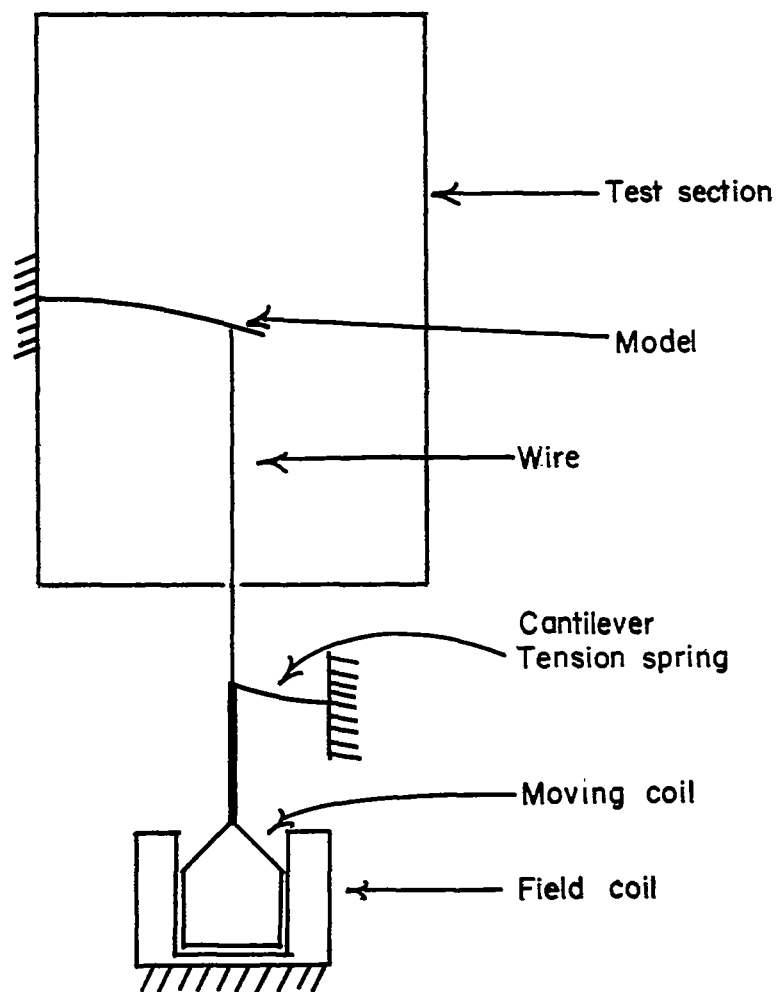 Test section
Model
Wire
Cantilever
Tension spring
Moving coil
Field coil